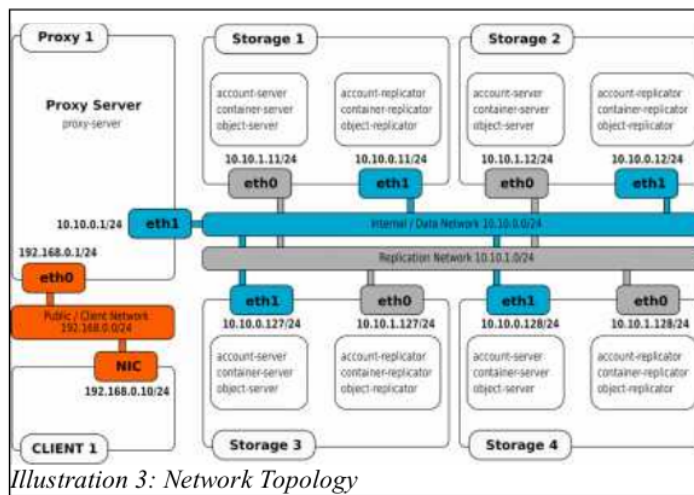 Proxy 1
Proxy Server
proxy-server
10.10.0.1/24
eth1
192.168.0.1/24
eth0
Public / Client Network
192.168.0.0/24
NIC
192.168.0.10/24
CLIENT 1
Storage 1
account-server
container-server
object-server
account-replicator
container-replicator
object-replicator
10.10.1.11/24
10.10.0.11/24
eth0
eth1
Storage 2
account-server
container-server
object-server
account-replicator
container-replicator
object-replicator
10.10.1.12/24
10.10.0.12/24
eth0
eth1
Internal / Data Network 10.10.0.0/24
Replication Network 10.10.1.0/24
eth1
eth0
10.10.0.127/24
10.10.1.127/24
account-server
container-server
object-server
account-replicator
container-replicator
object-replicator
Storage 3
eth1
eth0
10.10.0.128/24
10.10.1.128/24
account-server
container-server
object-server
account-replicator
container-replicator
object-replicator
Storage 4
Illustration 3: Network Topology